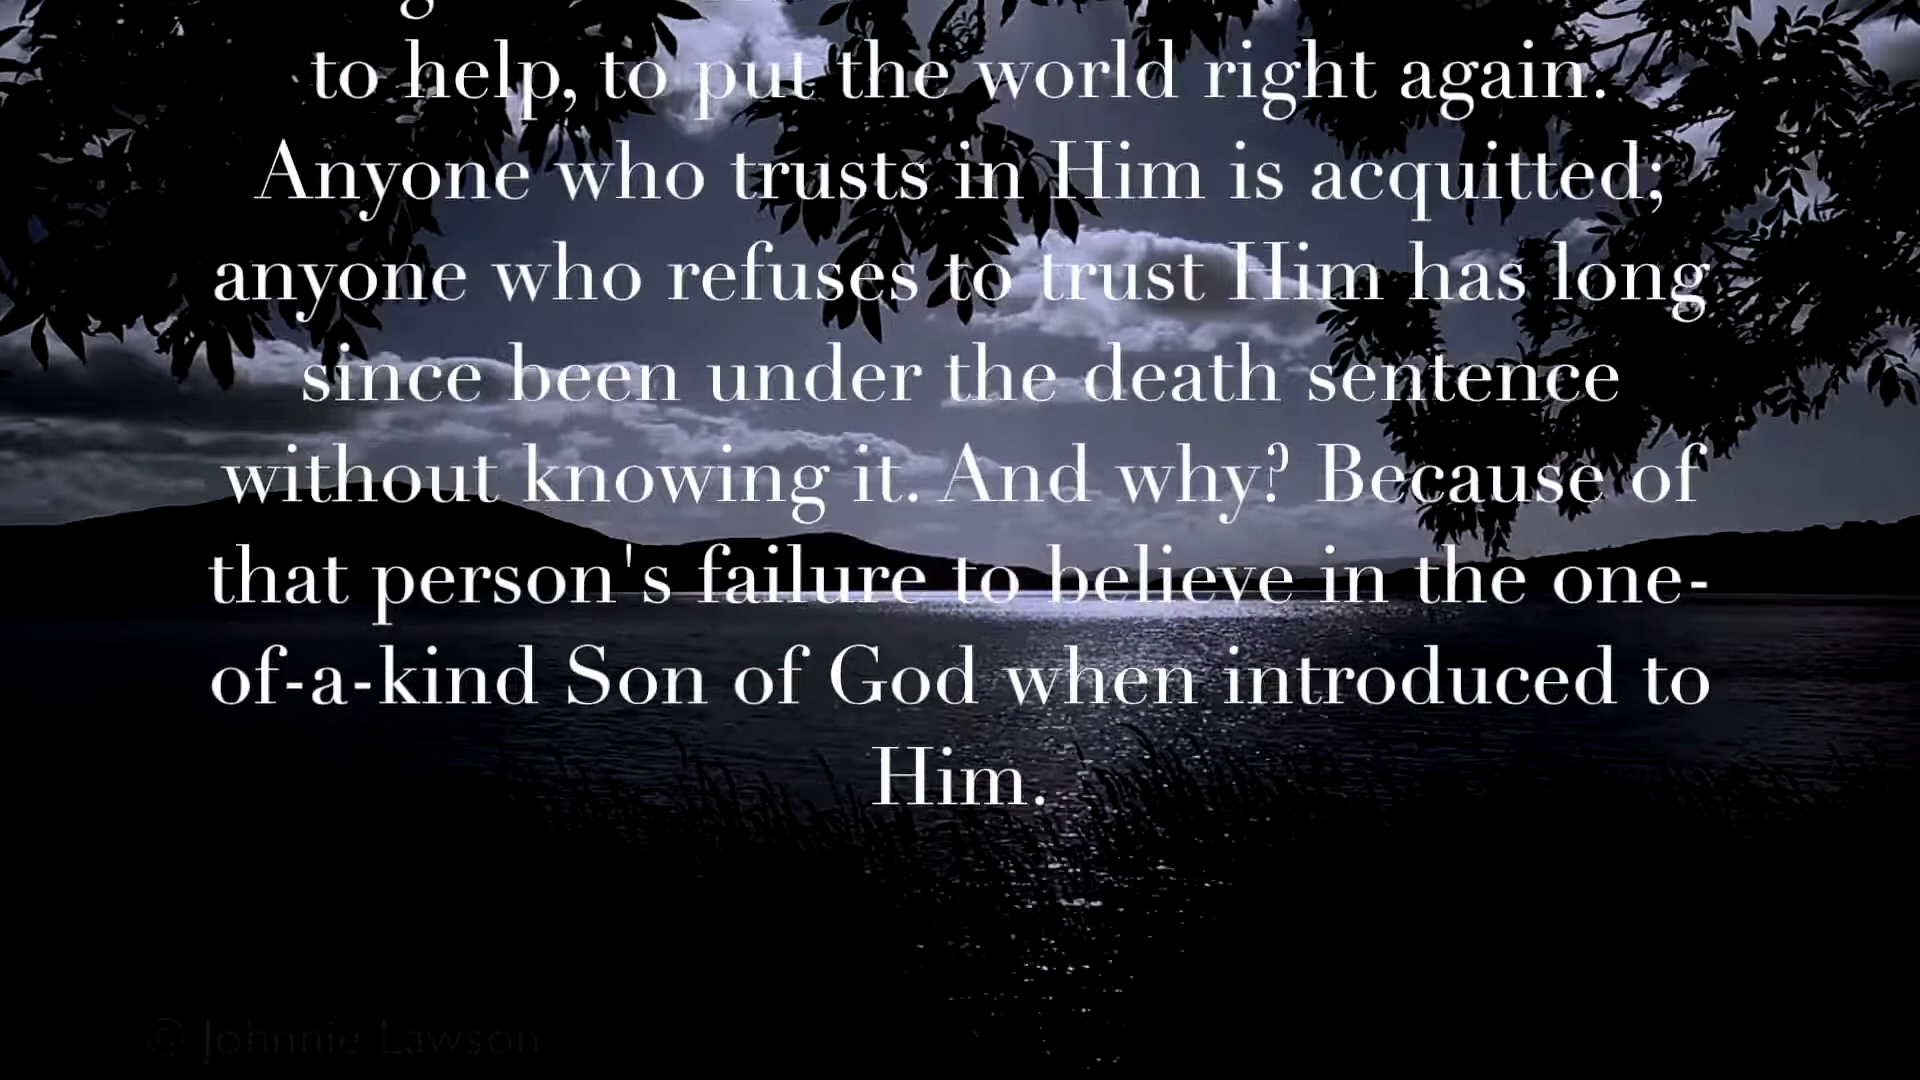 to help, to put the world right again.
Anyone who trusts in Him is acquitted;
anyone who refuses to trust Him has long
since been under the death sentence
without knowing it. And why? Because of
that person's failure to believe in the one-
of-a-kind Son of God when introduced to
Him.
© Johnnie Lawson